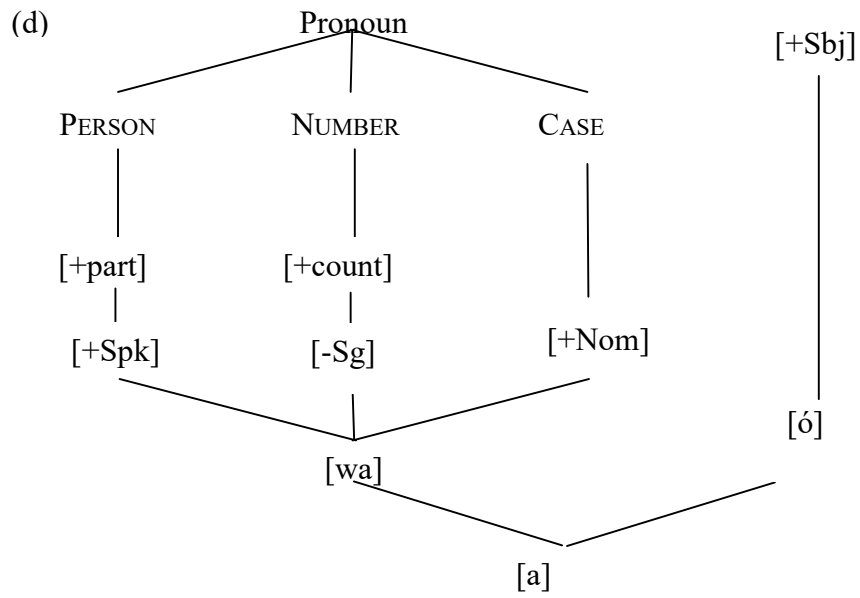 (d) Pronoun [+Sbj]
PERSON NUMBER CASE
[+part] [+count]
[+Spk] [-Sg] [+Nom]
[ó]
[wa]
[a]